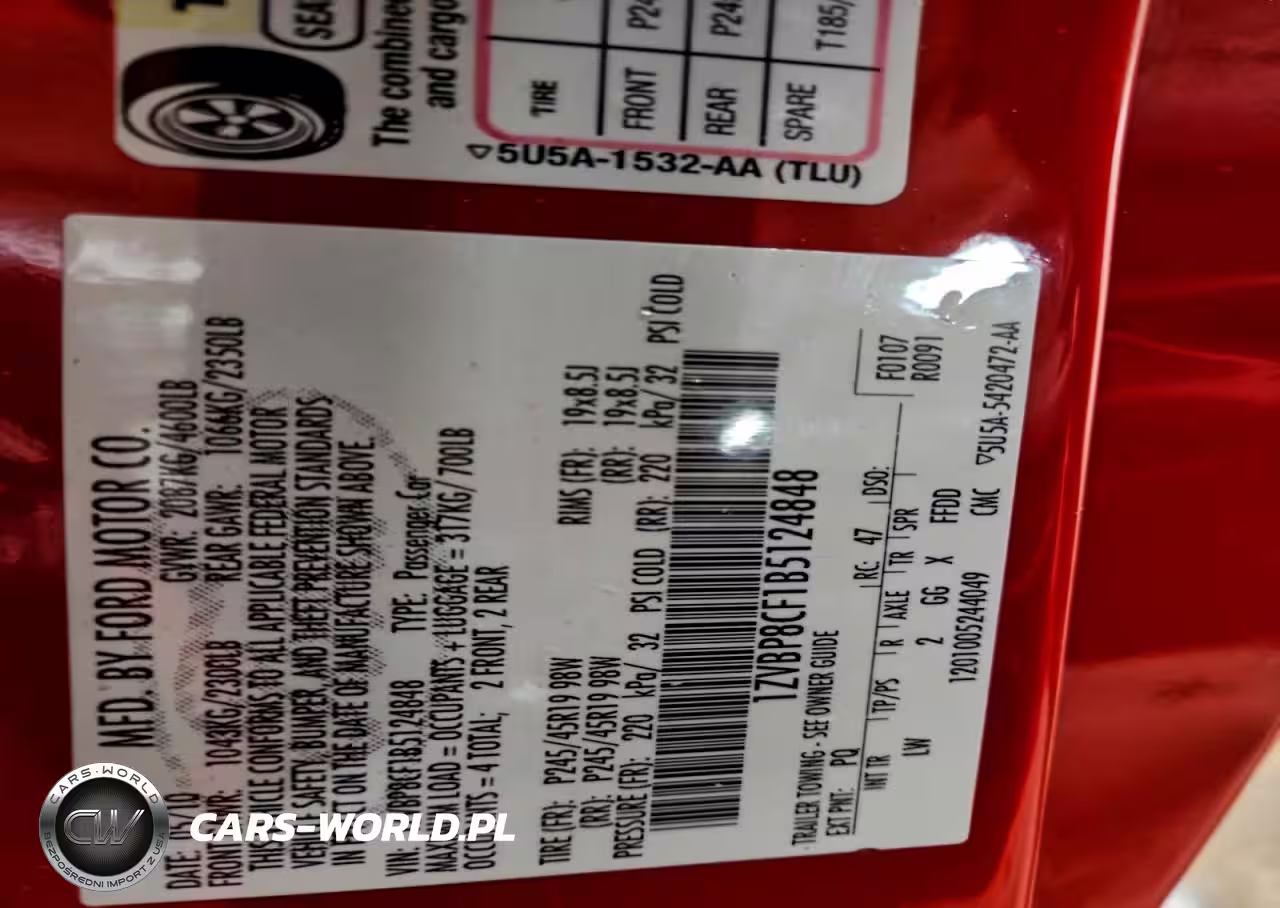 SEA
The combine
and cargo
TIRE
FRONT P24
REAR P24
SPARE T185/
▽5U5A-1532-AA (TLU)
MFD. BY FORD MOTOR CO.
DATE: 05/10 GVWR: 2087KG/4600LB
FRONT GAWR: 1043KG/2300LB REAR GAWR: 1066KG/2350LB
THIS VEHICLE CONFORMS TO ALL APPLICABLE FEDERAL MOTOR
VEHICLE SAFETY, BUMPER, AND THEFT PREVENTION STANDARDS
IN EFFECT ON THE DATE OF MANUFACTURE SHOWN ABOVE.
VIN: 1ZVBP8CF1B5124848 TYPE: Passenger Car
MAXIMUM LOAD = OCCUPANTS + LUGGAGE = 317KG/700LB
OCCUPANTS = 4 TOTAL; 2 FRONT, 2 REAR
TIRE (FR): P245/45R19 98W RIMS (FR): 19x8.5J
(RR): P245/45R19 98W (RR): 19x8.5J
PRESSURE (FR): 220 kPa/ 32 PSI COLD (RR): 220 kPa/ 32 PSI COLD
1ZVBP8CF1B5124848
TRAILER TOWING - SEE OWNER GUIDE
EXT PNT: PQ RC: 47 DSO: F0107
R0091
INT TR TP/PS R AXLE TR SPR
LW 2 GG X FFDD
1201005244049 CMC ▽5U5A-5420472-AA
CARS-WORLD
CW
BEZPOŚREDNI IMPORT Z USA
CARS-WORLD.PL